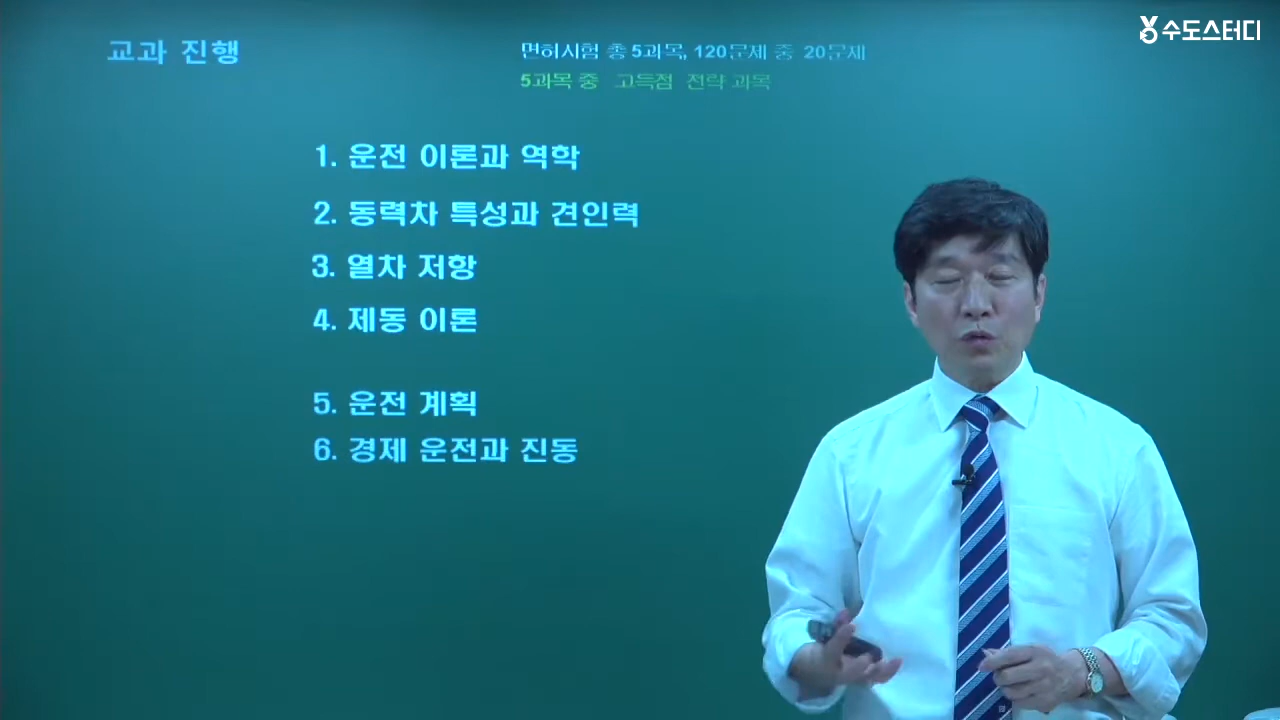 수도스터디
교과 진행
면허시험 총 5과목, 120문제 중 20문제
5과목 중 고득점 전략 과목
1. 운전 이론과 역학
2. 동력차 특성과 견인력
3. 열차 저항
4. 제동 이론
5. 운전 계획
6. 경제 운전과 진동